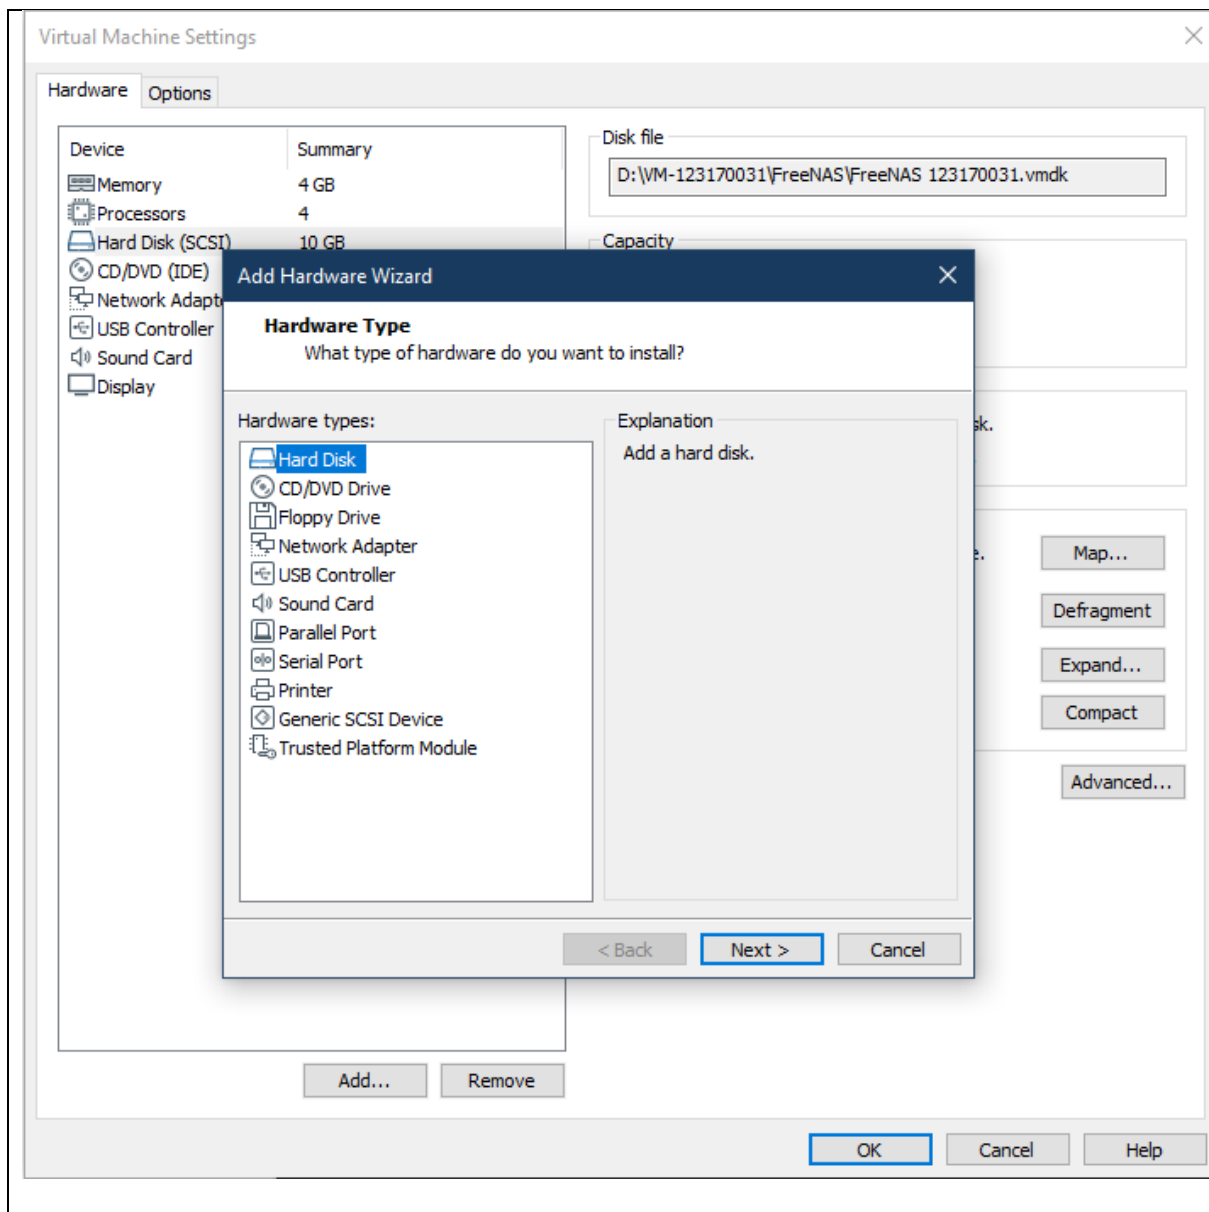 Virtual Machine Settings
Hardware Options
Device Summary
Memory 4 GB
Processors 4
Hard Disk (SCSI) 10 GB
CD/DVD (IDE)
Network Adapt
USB Controller
Sound Card
Display
Disk file
D:\VM-123170031\FreeNAS\FreeNAS 123170031.vmdk
Capacity
Add Hardware Wizard
Hardware Type
What type of hardware do you want to install?
Hardware types:
Hard Disk
CD/DVD Drive
Floppy Drive
Network Adapter
USB Controller
Sound Card
Parallel Port
Serial Port
Printer
Generic SCSI Device
Trusted Platform Module
Explanation
Add a hard disk.
< Back Next > Cancel
sk.
e.
Map...
Defragment
Expand...
Compact
Advanced...
Add... Remove
OK Cancel Help